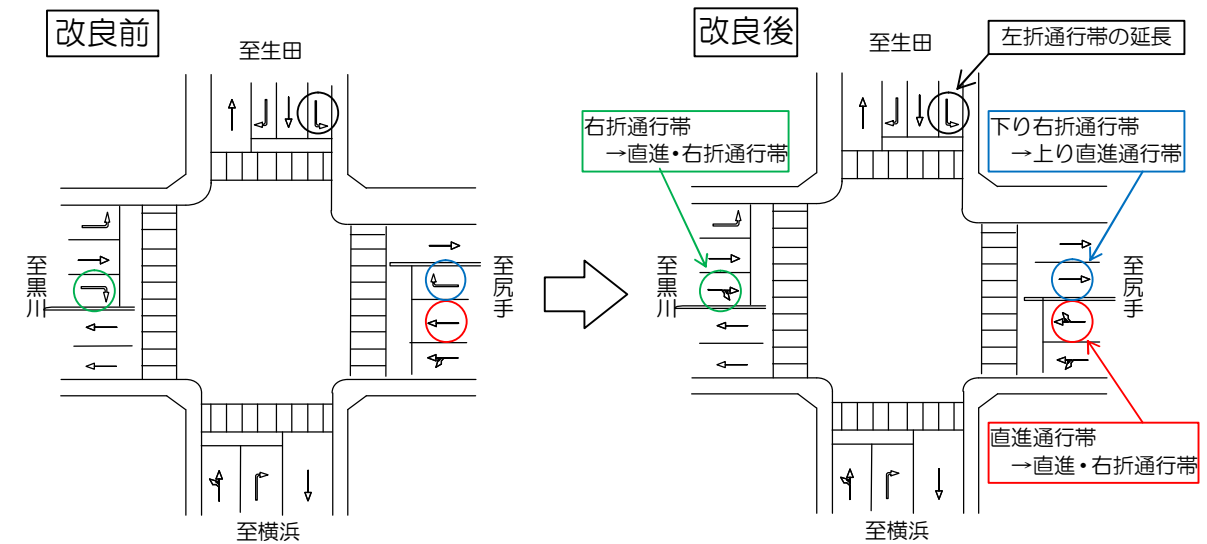 改良前
至生田
至黒川
至尻手
至横浜
改良後
至生田
左折通行帯の延長
右折通行帯
→直進・右折通行帯
下り右折通行帯
→上り直進通行帯
至黒川
至尻手
直進通行帯
→直進・右折通行帯
至横浜